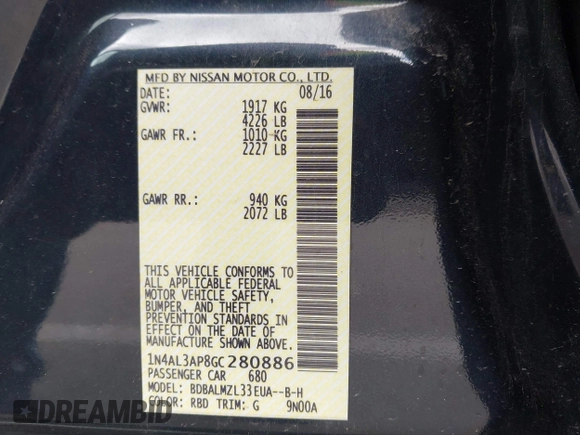 MFD BY NISSAN MOTOR CO., LTD.
DATE: 08/16
GVWR: 1917 KG
4226 LB
GAWR FR.: 1010 KG
2227 LB
GAWR RR.: 940 KG
2072 LB
THIS VEHICLE CONFORMS TO
ALL APPLICABLE FEDERAL
MOTOR VEHICLE SAFETY,
BUMPER, AND THEFT
PREVENTION STANDARDS IN
EFFECT ON THE DATE OF
MANUFACTURE SHOWN ABOVE.
1N4AL3AP8GC280886
PASSENGER CAR 680
MODEL: BDBALMZL33EUA--B-H
COLOR: RBD TRIM: G 9N00A
DREAMBID